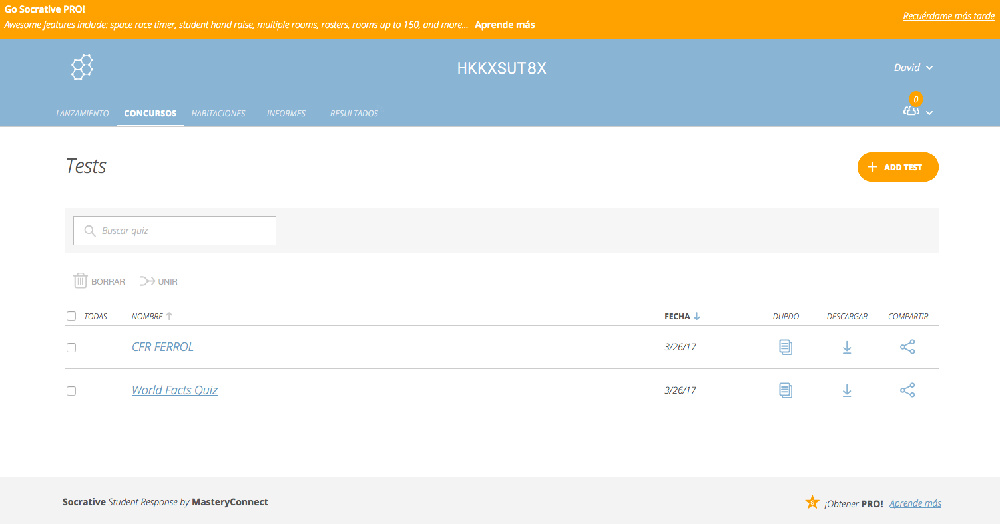 Go Socrative PRO!
Recuérdame más tarde
Awesome features include: space race timer, student hand raise, multiple rooms, rosters, rooms up to 150, and more... Aprende más
HKKXSUT8X
David
0
LANZAMIENTO CONCURSOS HABITACIONES INFORMES RESULTADOS
Tests
+ ADD TEST
Buscar quiz
BORRAR UNIR
TODAS NOMBRE FECHA DUPDO DESCARGAR COMPARTIR
CFR FERROL 3/26/17
World Facts Quiz 3/26/17
Socrative Student Response by MasteryConnect
¡Obtener PRO! Aprende más